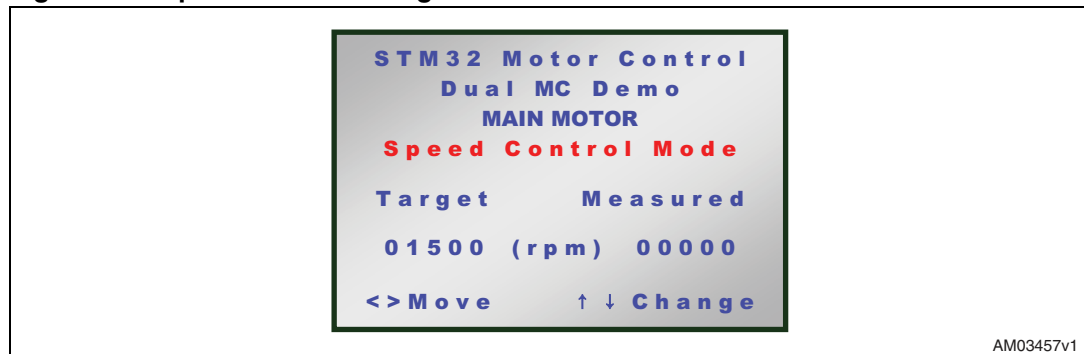 STM32 Motor Control
Dual MC Demo
MAIN MOTOR
Speed Control Mode
Target Measured
01500 (rpm) 00000
<>Move ↑↓Change
AM03457v1